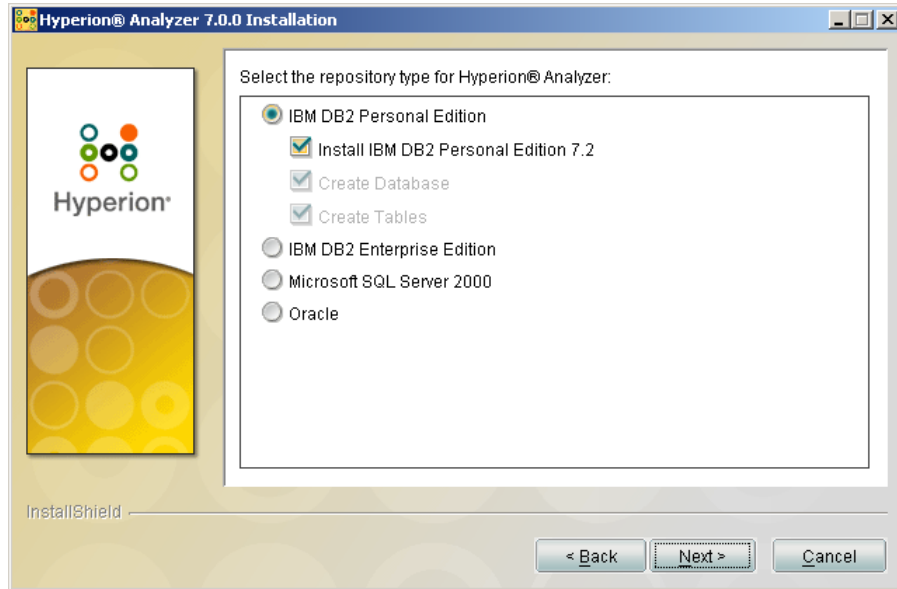 Hyperion® Analyzer 7.0.0 Installation
Select the repository type for Hyperion® Analyzer:
IBM DB2 Personal Edition
Install IBM DB2 Personal Edition 7.2
Create Database
Create Tables
IBM DB2 Enterprise Edition
Microsoft SQL Server 2000
Oracle
Hyperion®
InstallShield
< Back
Next >
Cancel